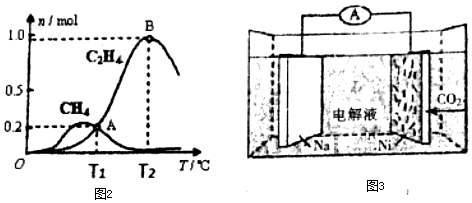 n / mol
1.0
B
C₂H₄
0.5
CH₄
0.2
A
O
T₁
T₂
T / ℃
图2
A
CO₂
电解液
Na
Ni
图3